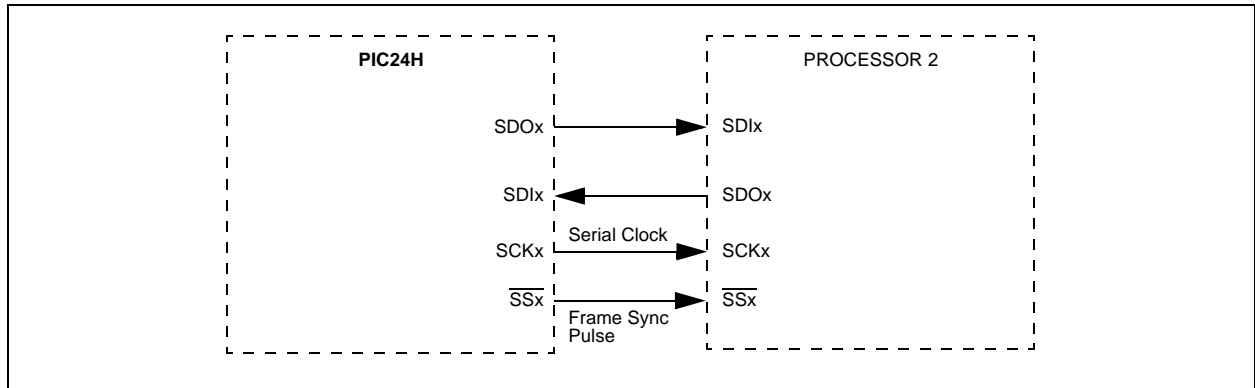 PIC24H
PROCESSOR 2
SDOx
SDIx
SDIx
SDOx
Serial Clock
SCKx
SCKx
SSx
SSx
Frame Sync
Pulse